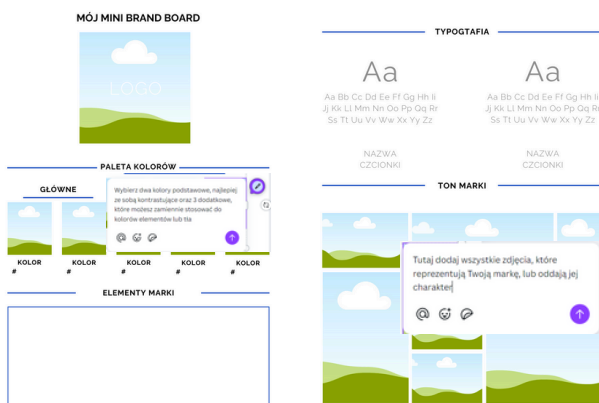 MÓJ MINI BRAND BOARD
LOGO
PALETA KOLORÓW
GŁÓWNE
Wybierz dwa kolory podstawowe, najlepiej
ze sobą kontrastujące oraz 3 dodatkowe,
które możesz zamiennie stosować do
kolorów elementów lub tła
KOLOR
#
KOLOR
#
KOLOR
#
KOLOR
#
KOLOR
#
ELEMENTY MARKI
TYPOGTAFIA
Aa
Aa Bb Cc Dd Ee Ff Gg Hh Ii
Jj Kk Ll Mm Nn Oo Pp Qq Rr
Ss Tt Uu Vv Ww Xx Yy Zz
NAZWA
CZCIONKI
Aa
Aa Bb Cc Dd Ee Ff Gg Hh Ii
Jj Kk Ll Mm Nn Oo Pp Qq Rr
Ss Tt Uu Vv Ww Xx Yy Zz
NAZWA
CZCIONKI
TON MARKI
Tutaj dodaj wszystkie zdjęcia, które
reprezentują Twoją markę, lub oddają jej
charakter